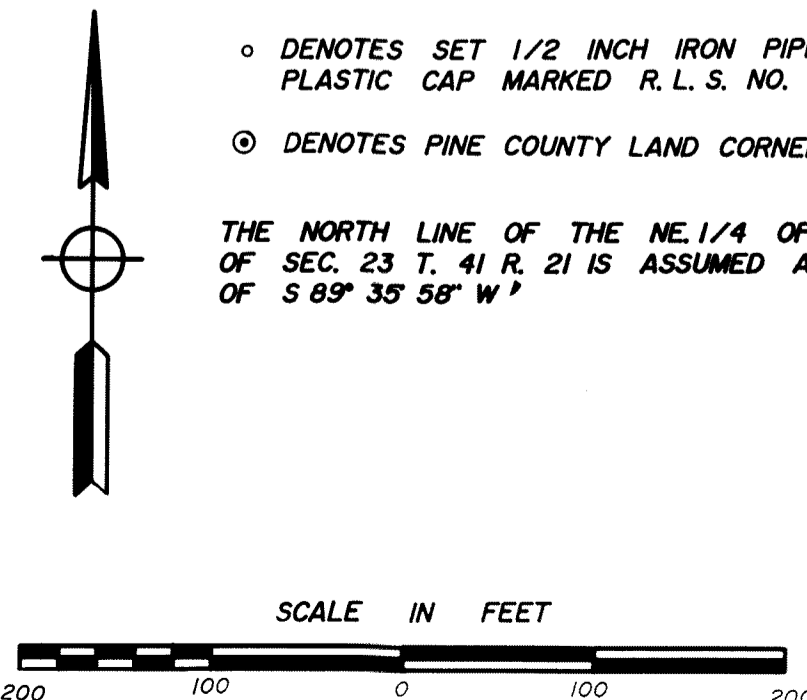 DENOTES SET 1/2 INCH IRON
PLASTIC CAP MARKED R. L. S. NO.
DENOTES PINE COUNTY LAND
THE NORTH LINE OF THE NE. 1/4 OF
OF SEC. 23 T. 41 R. 21 IS ASSUMED
OF S 89° 35' 58" W
SCALE IN FEET
200 100 0 100 200